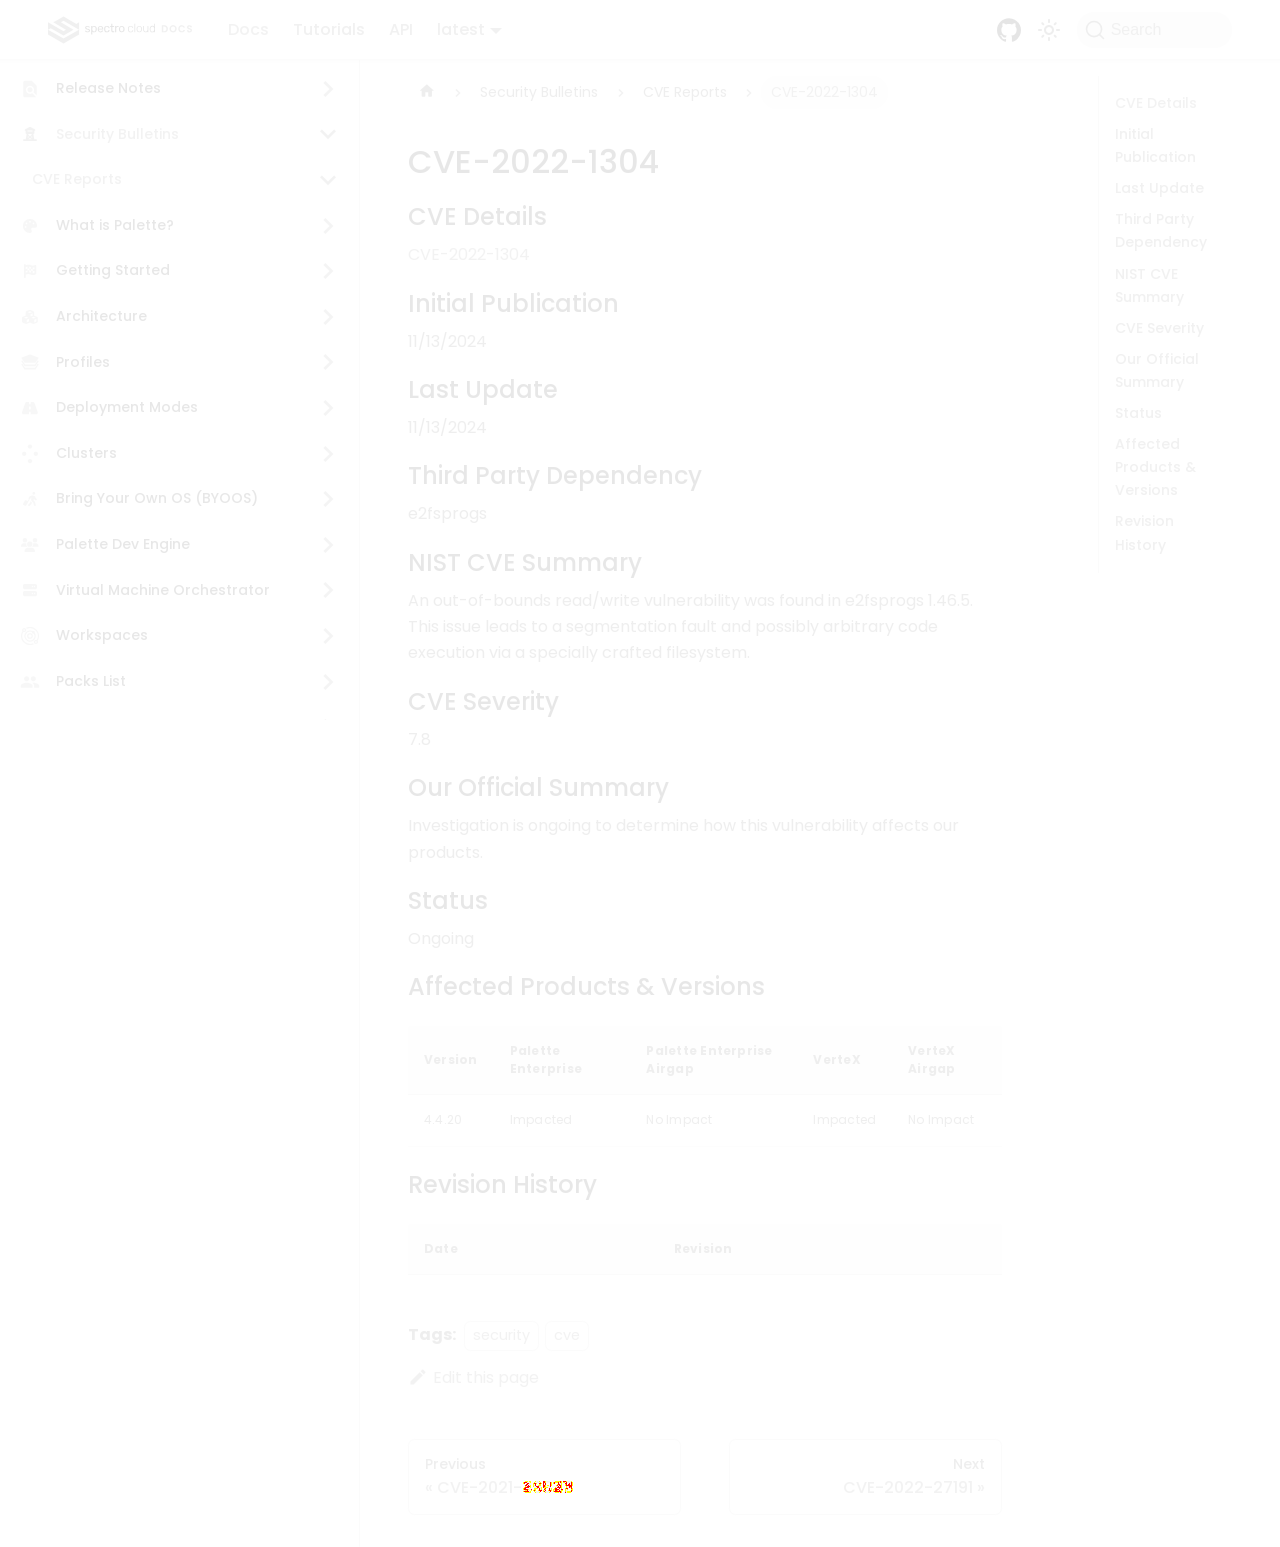 spectro cloud DOCS
Docs
Tutorials
API
latest
Search
Release Notes
Security Bulletins
CVE Reports
What is Palette?
Getting Started
Architecture
Profiles
Deployment Modes
Clusters
Bring Your Own OS (BYOOS)
Palette Dev Engine
Virtual Machine Orchestrator
Workspaces
Packs List
Security Bulletins > CVE Reports > CVE-2022-1304
CVE-2022-1304
CVE Details
CVE-2022-1304
Initial Publication
11/13/2024
Last Update
11/13/2024
Third Party Dependency
e2fsprogs
NIST CVE Summary
An out-of-bounds read/write vulnerability was found in e2fsprogs 1.46.5.
This issue leads to a segmentation fault and possibly arbitrary code
execution via a specially crafted filesystem.
CVE Severity
7.8
Our Official Summary
Investigation is ongoing to determine how this vulnerability affects our
products.
Status
Ongoing
Affected Products & Versions
Version
Palette
Enterprise
Palette Enterprise
Airgap
VerteX
VerteX
Airgap
4.4.20 Impacted No Impact Impacted No Impact
Revision History
Date Revision
Tags: security cve
Edit this page
Previous
« CVE-2021-
Next
CVE-2022-27191 »
CVE Details
Initial
Publication
Last Update
Third Party
Dependency
NIST CVE
Summary
CVE Severity
Our Official
Summary
Status
Affected
Products &
Versions
Revision
History